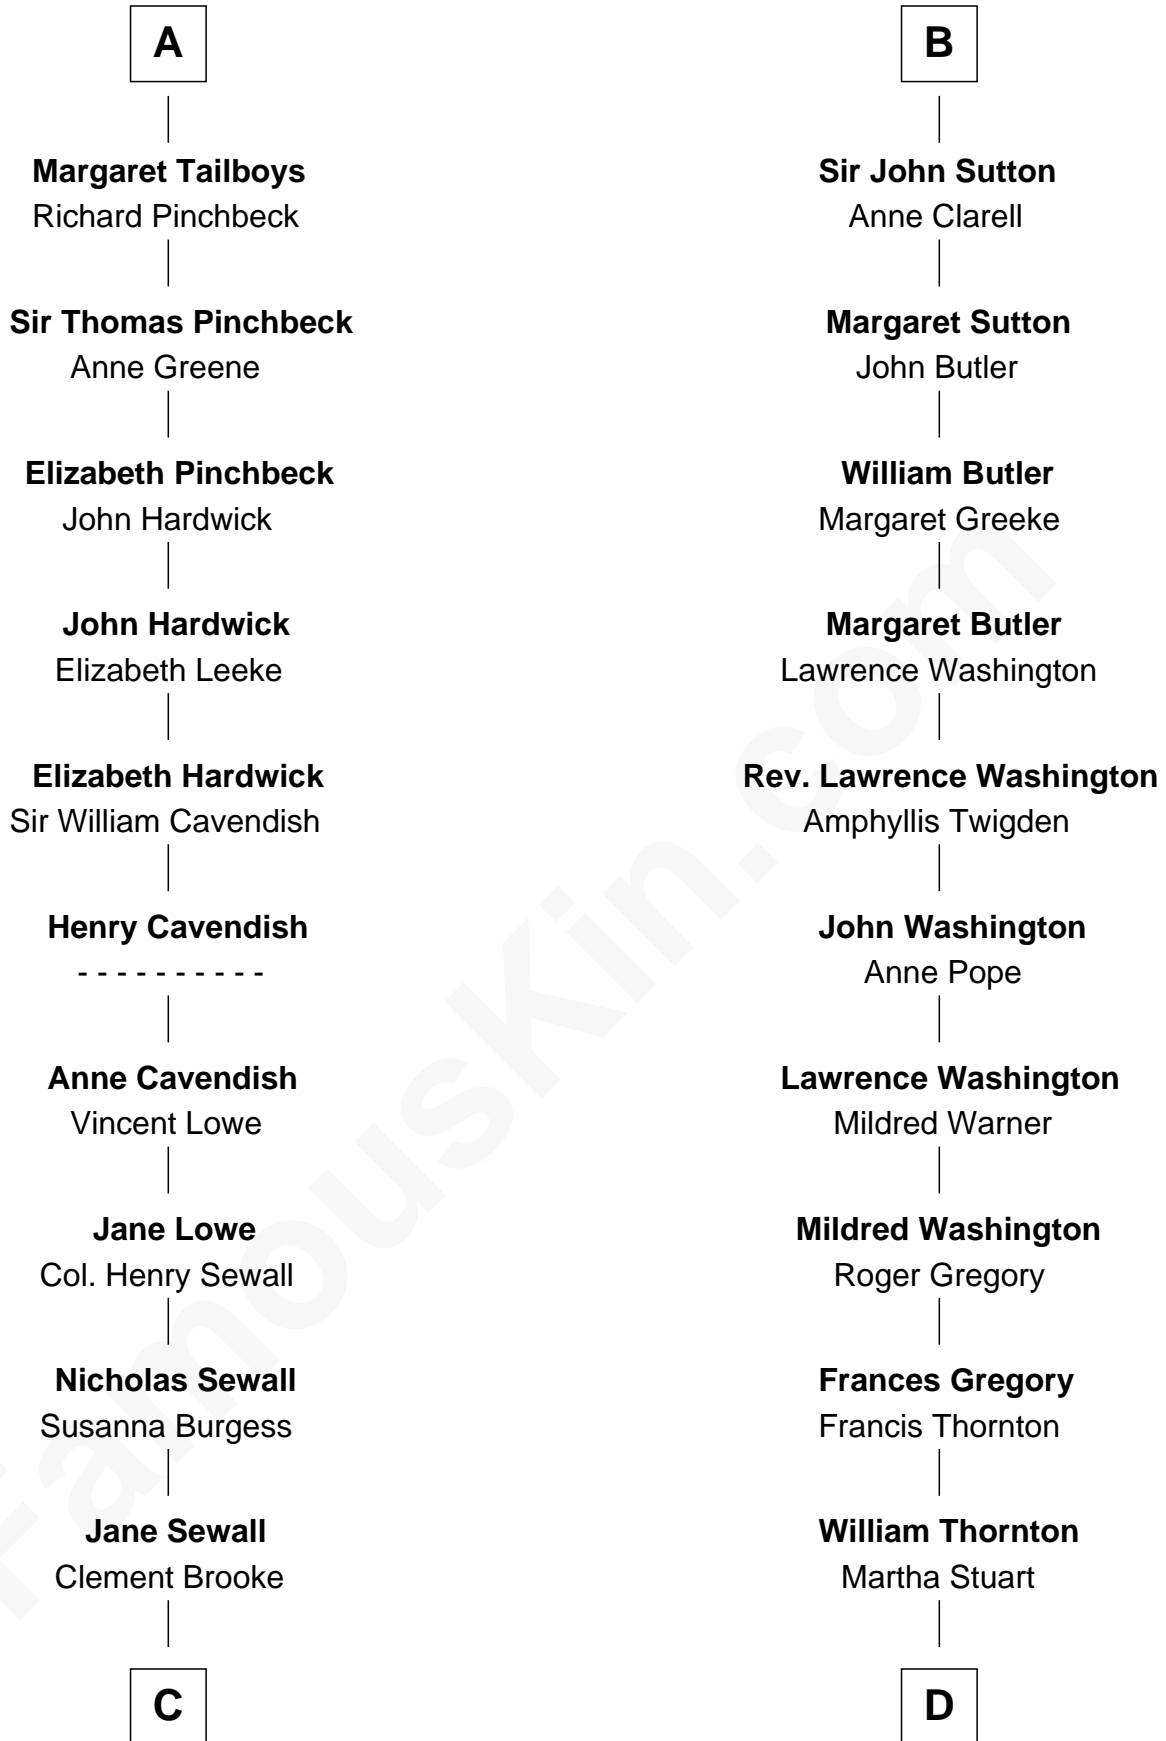 A
Margaret Tailboys
Richard Pinchbeck
Sir Thomas Pinchbeck
Anne Greene
Elizabeth Pinchbeck
John Hardwick
John Hardwick
Elizabeth Leeke
Elizabeth Hardwick
Sir William Cavendish
Henry Cavendish
- - - - - - - - - -
Anne Cavendish
Vincent Lowe
Jane Lowe
Col. Henry Sewall
Nicholas Sewall
Susanna Burgess
Jane Sewall
Clement Brooke
C
B
Sir John Sutton
Anne Clarell
Margaret Sutton
John Butler
William Butler
Margaret Greeke
Margaret Butler
Lawrence Washington
Rev. Lawrence Washington
Amphyllis Twigden
John Washington
Anne Pope
Lawrence Washington
Mildred Warner
Mildred Washington
Roger Gregory
Frances Gregory
Francis Thornton
William Thornton
Martha Stuart
D
FamousKin.com